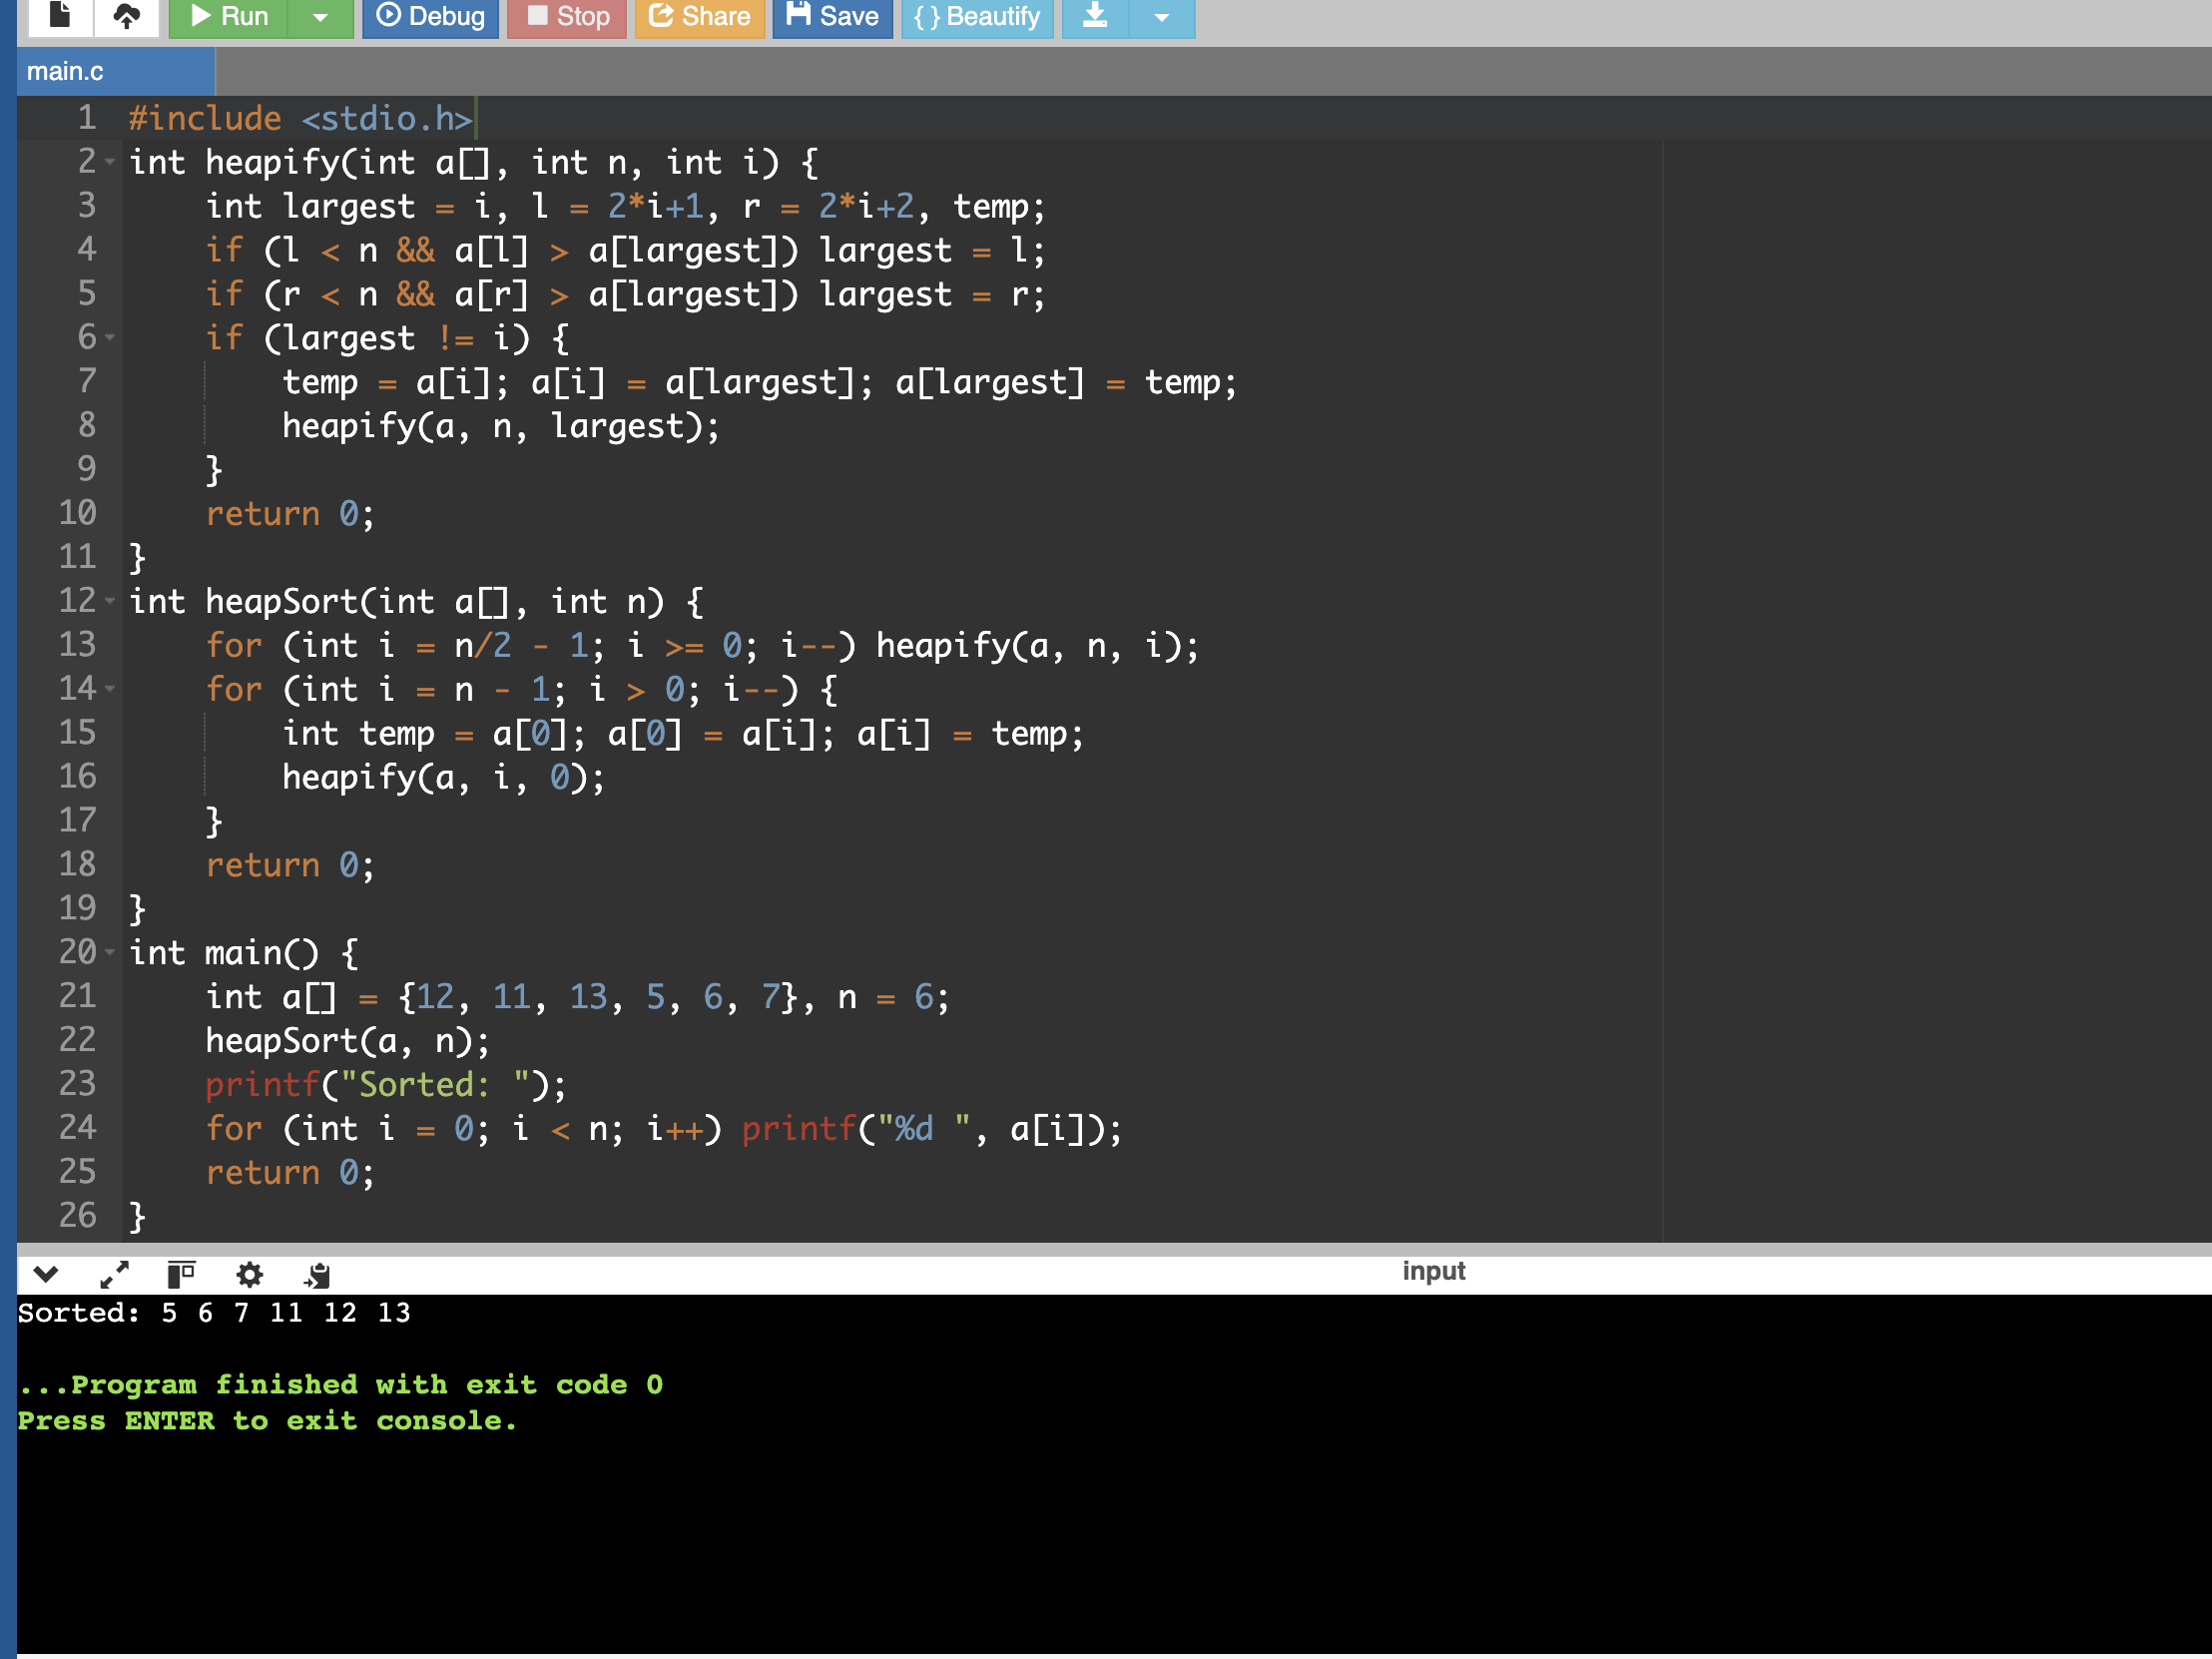 Run Debug Stop Share Save { } Beautify
main.c
1 #include <stdio.h>
2 int heapify(int a[], int n, int i) {
3     int largest = i, l = 2*i+1, r = 2*i+2, temp;
4     if (l < n && a[l] > a[largest]) largest = l;
5     if (r < n && a[r] > a[largest]) largest = r;
6     if (largest != i) {
7         temp = a[i]; a[i] = a[largest]; a[largest] = temp;
8         heapify(a, n, largest);
9     }
10     return 0;
11 }
12 int heapSort(int a[], int n) {
13     for (int i = n/2 - 1; i >= 0; i--) heapify(a, n, i);
14     for (int i = n - 1; i > 0; i--) {
15         int temp = a[0]; a[0] = a[i]; a[i] = temp;
16         heapify(a, i, 0);
17     }
18     return 0;
19 }
20 int main() {
21     int a[] = {12, 11, 13, 5, 6, 7}, n = 6;
22     heapSort(a, n);
23     printf("Sorted: ");
24     for (int i = 0; i < n; i++) printf("%d ", a[i]);
25     return 0;
26 }
input
Sorted: 5 6 7 11 12 13
...Program finished with exit code 0
Press ENTER to exit console.